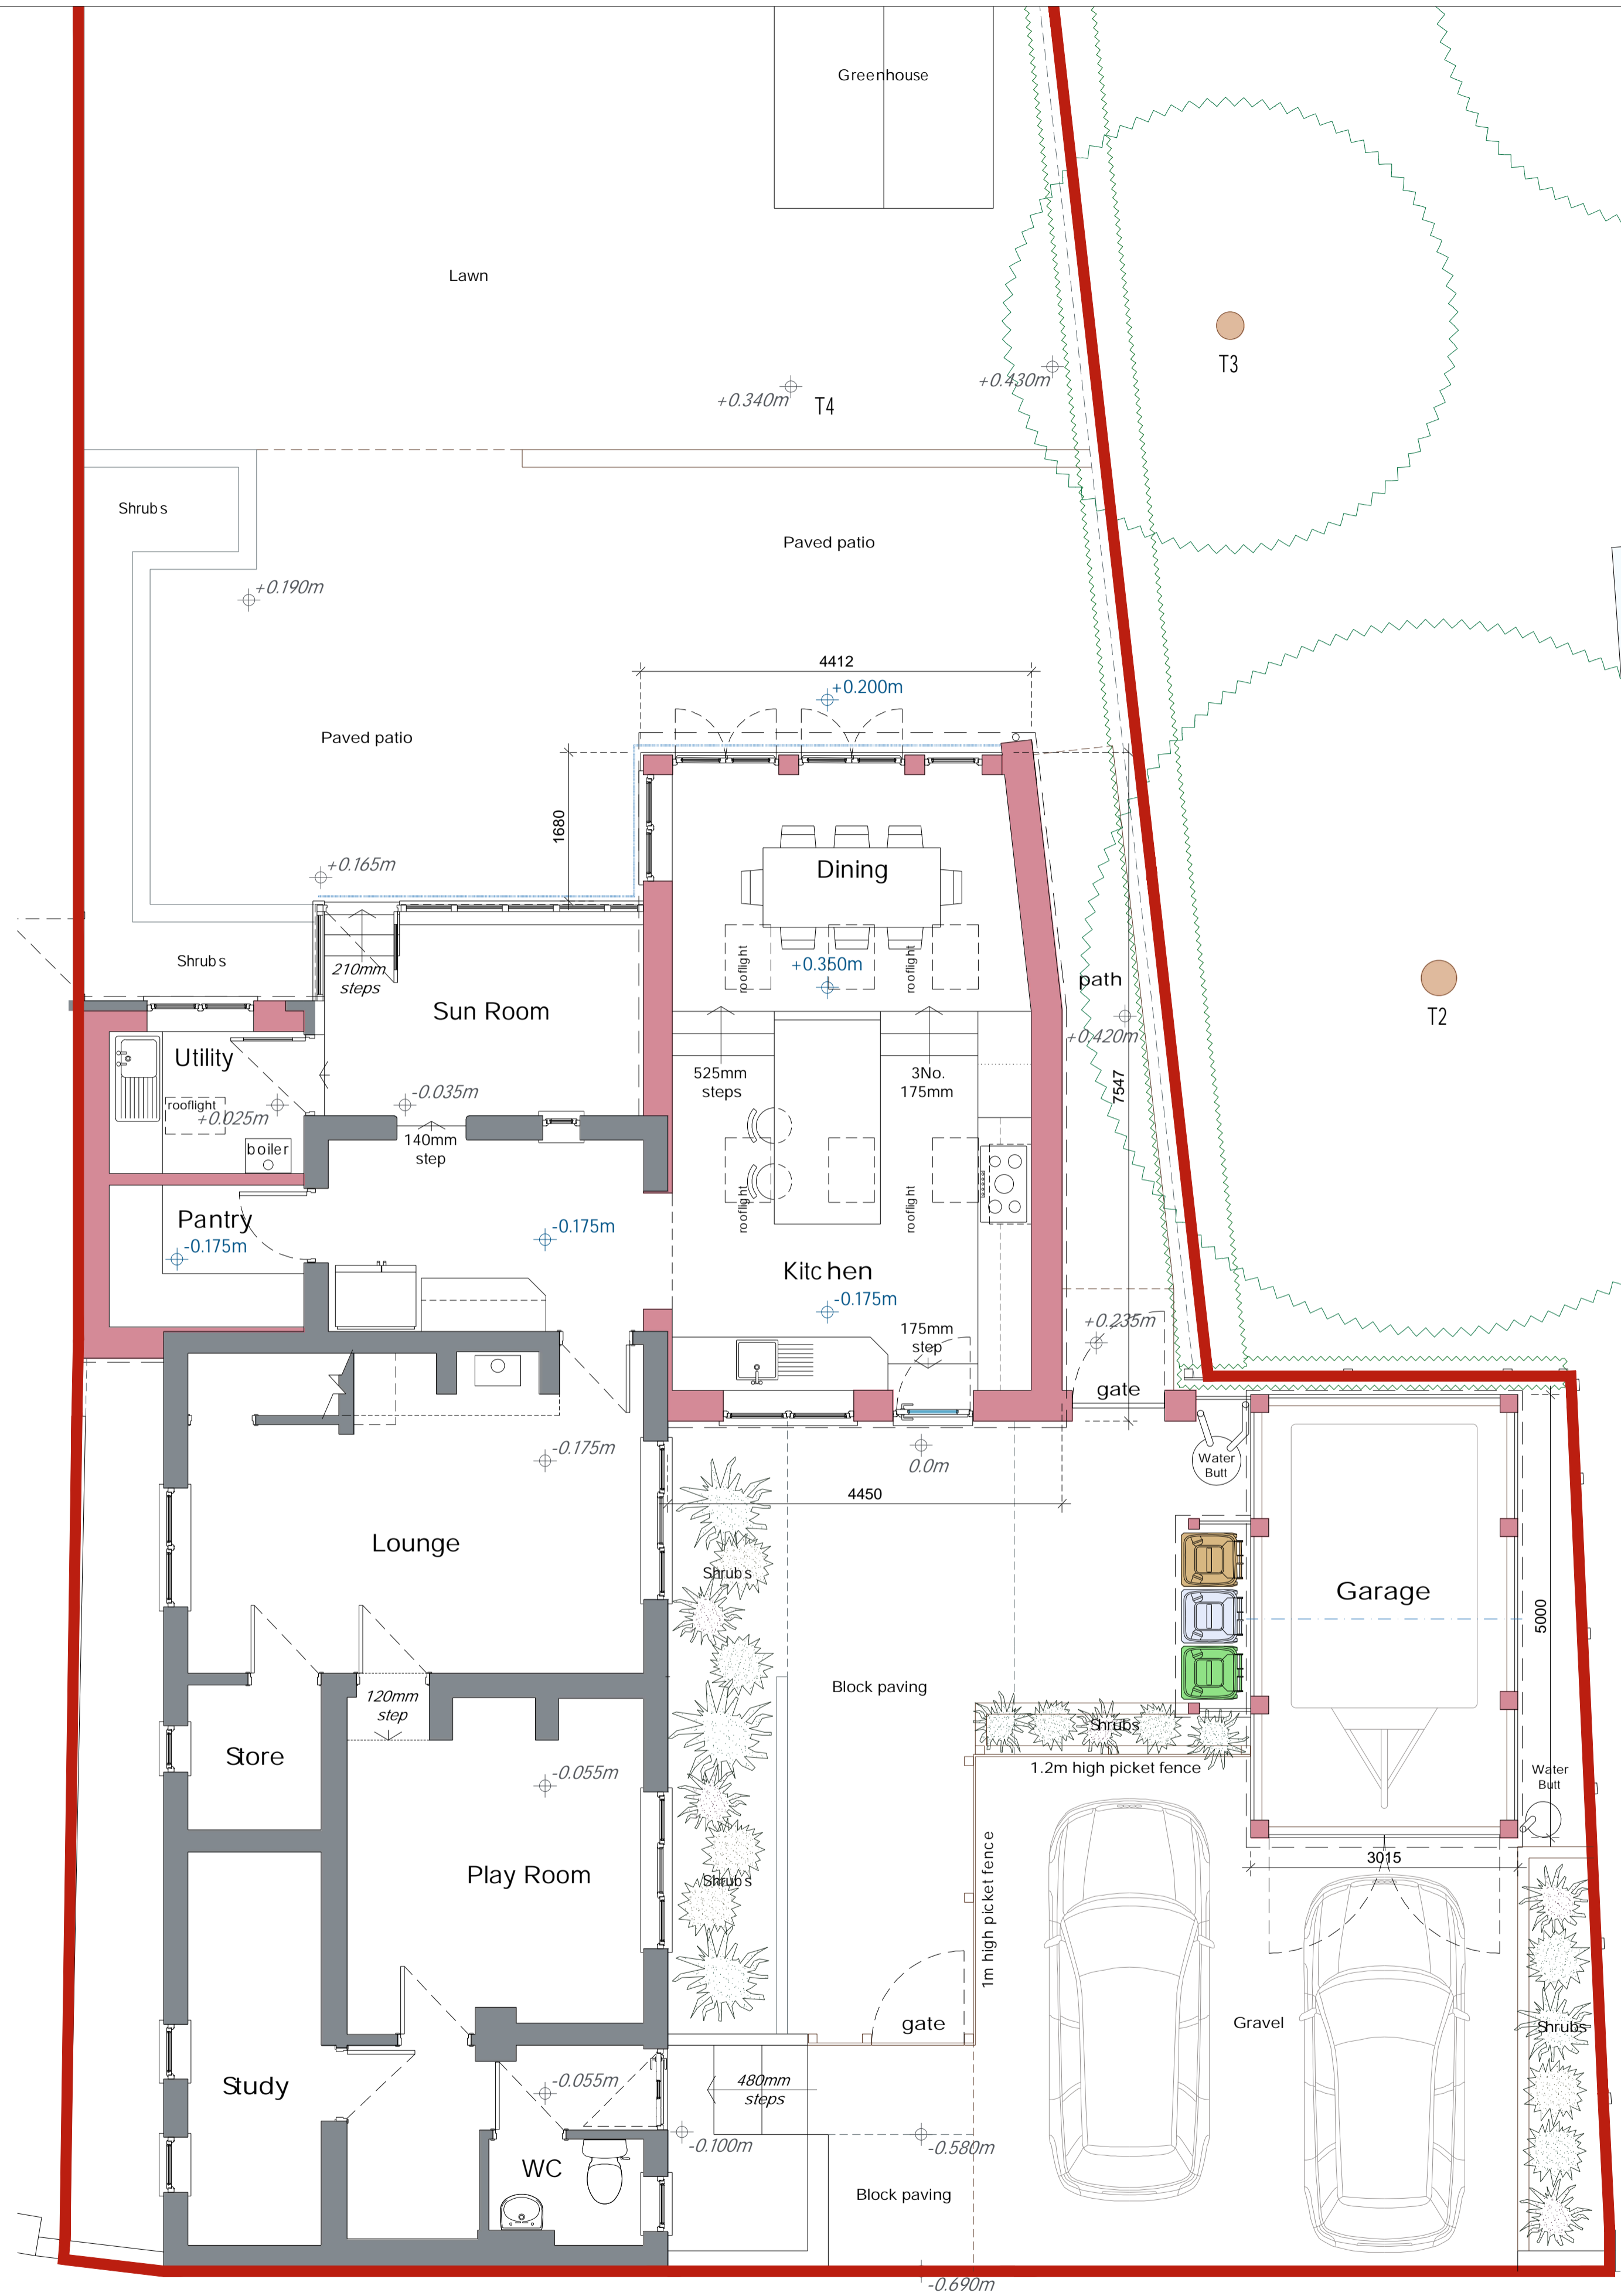 Greenhouse
Lawn
T3
+0.340m
T4
+0.430m
Shrubs
Paved patio
+0.190m
4412
+0.200m
Paved patio
1680
+0.165m
Dining
rooflight
rooflight
+0.350m
Shrubs
210mm
steps
Sun Room
path
+0.420m
T2
Utility
rooflight
+0.025m
-0.035m
525mm
steps
3No.
175mm
7547
boiler
140mm
step
rooflight
rooflight
Pantry
-0.175m
-0.175m
Kitchen
-0.175m
175mm
step
+0.235m
gate
-0.175m
0.0m
Water
Butt
4450
Lounge
Shrubs
Garage
5000
Block paving
120mm
step
Shrubs
Store
-0.055m
1.2m high picket fence
Water
Butt
3015
Play Room
Shrubs
1m high picket fence
gate
Gravel
Shrubs
Study
-0.055m
480mm
steps
-0.100m
-0.580m
WC
Block paving
-0.690m